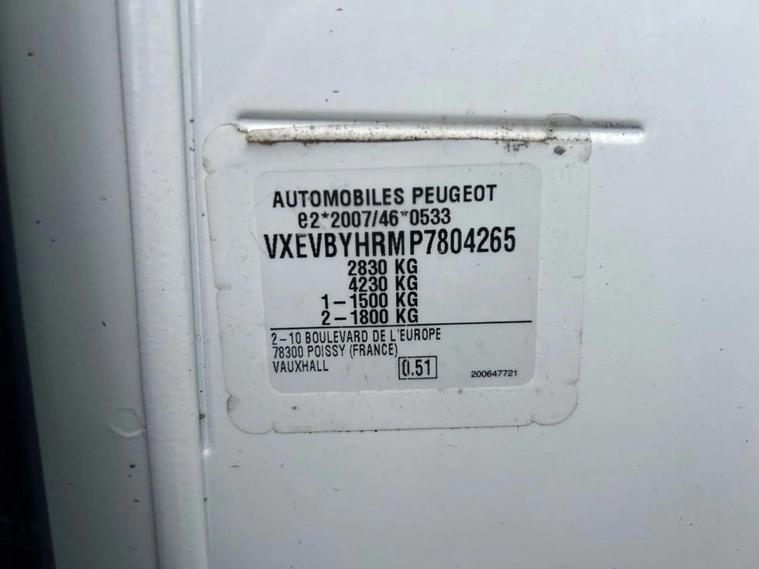 AUTOMOBILES PEUGEOT
e2*2007/46*0533
VXEVBYHRMP7804265
2830 KG
4230 KG
1-1500 KG
2-1800 KG
2-10 BOULEVARD DE L'EUROPE
78300 POISSY (FRANCE)
VAUXHALL 0.51 200647721